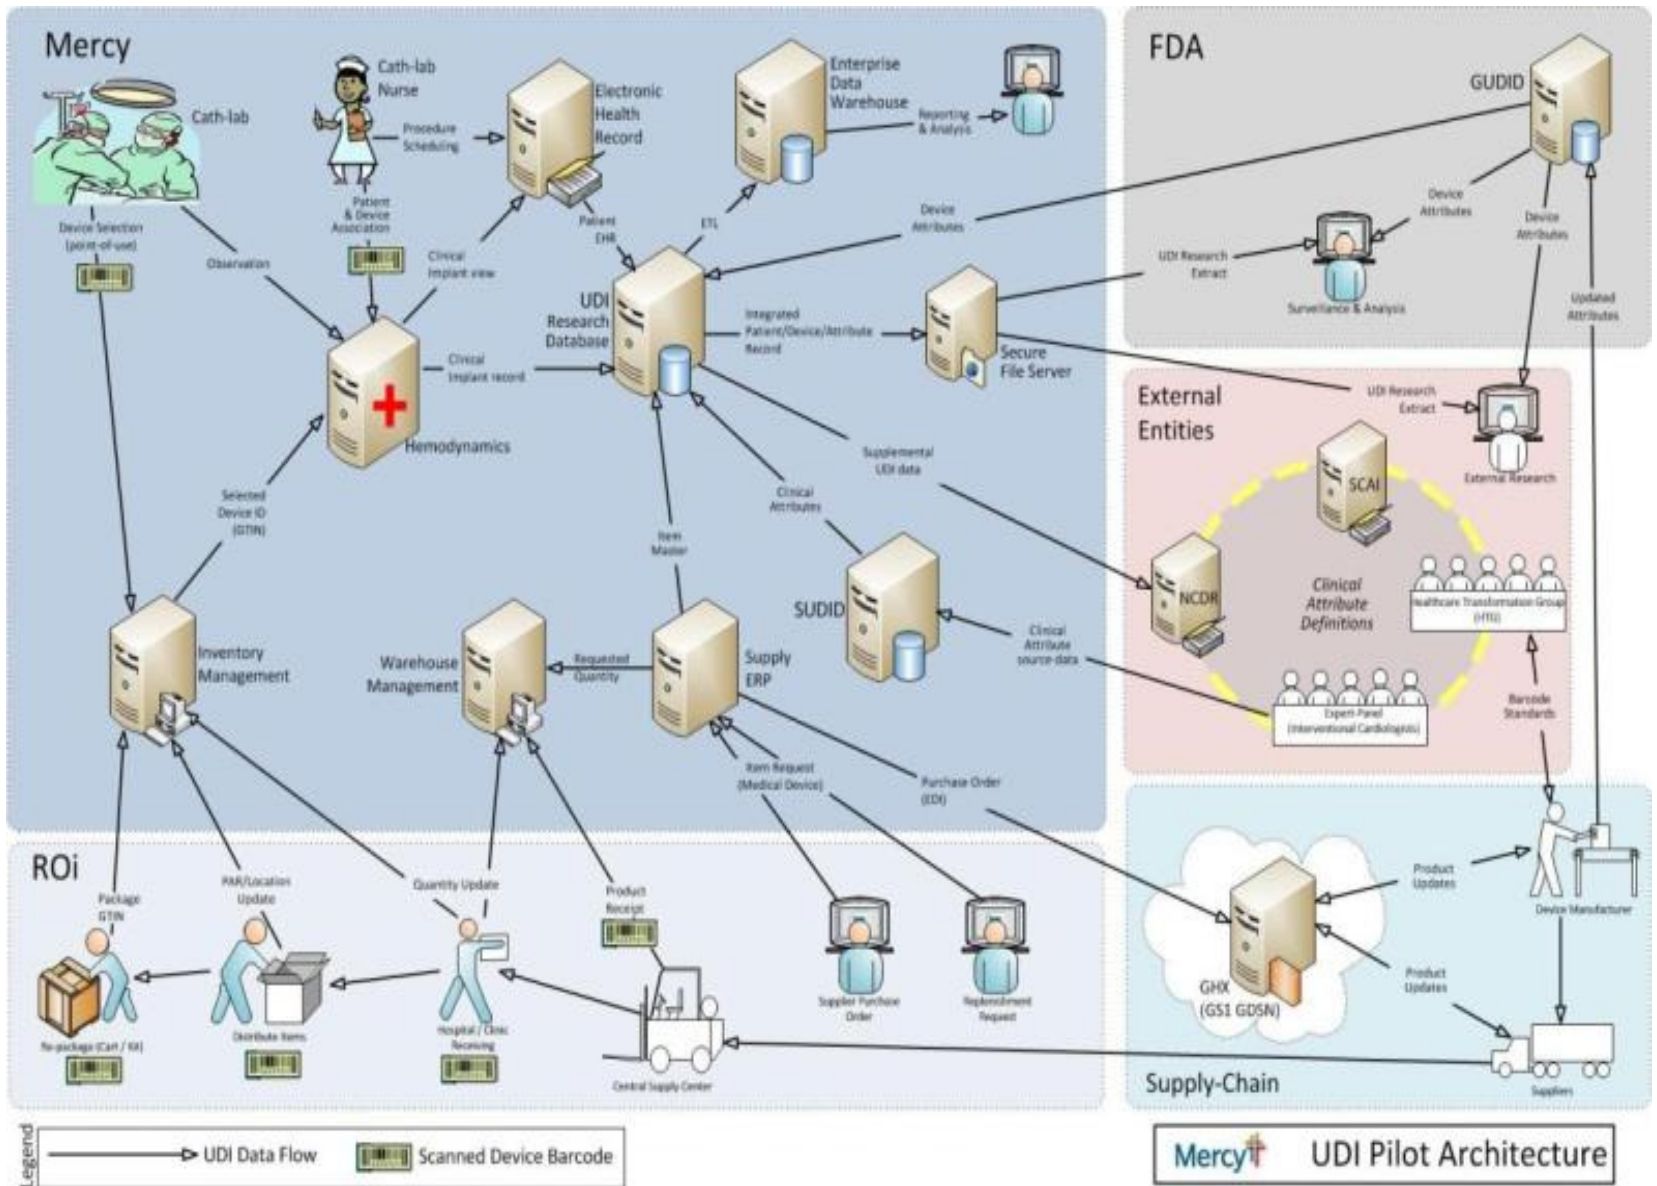 Mercy
Cath-lab
Cath-lab
Nurse
Procedure
Scheduling
Electronic
Health
Record
Enterprise
Data
Warehouse
Reporting
& Analysis
Device Selection
(point-of-use)
Observation
Patient
& Device
Association
Clinical
Implant view
Patient
EHR
ETL
Device
Attributes
UDI
Research
Database
Integrated
Patient/Device/Attribute
Record
Secure
File Server
Clinical
Implant record
Hemodynamics
Selected
Device ID
(GTIN)
Supplemental
UDI data
Clinical
Attributes
Item
Master
SUDID
Clinical
Attribute
source-data
Inventory
Management
Warehouse
Management
Requested
Quantity
Supply
ERP
Item Request
(Medical Device)
Purchase Order
(EDI)
FDA
GUDID
Device
Attributes
Device
Attributes
UDI Research
Extract
Surveillance & Analysis
Updated
Attributes
External
Entities
UDI Research
Extract
External Research
SCAI
NCDR
Clinical
Attribute
Definitions
Healthcare Transformation Group
(HTG)
Expert-Panel
(Interventional Cardiologists)
Barcode
Standards
ROi
Package
GTIN
PAR/Location
Update
Quantity Update
Product
Receipt
Re-package (Cart / Kit)
Distribute Items
Hospital / Clinic
Receiving
Central Supply Center
Supplier Purchase
Order
Replenishment
Request
Product
Updates
Device Manufacturer
GHX
(GS1 GDSN)
Product
Updates
Supply-Chain
Suppliers
Legend
UDI Data Flow
Scanned Device Barcode
Mercy
UDI Pilot Architecture